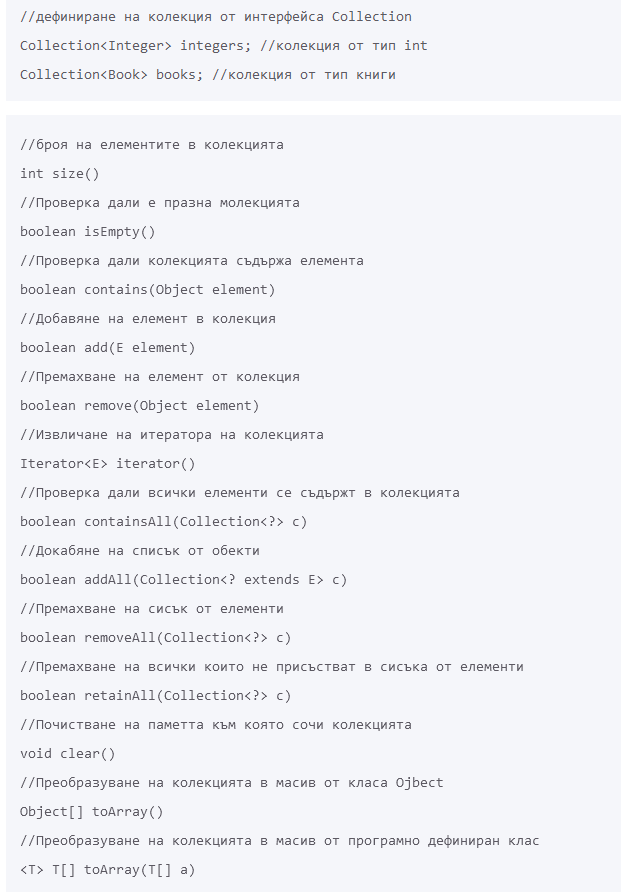 //дефиниране на колекция от интерфейса Collection
Collection<Integer> integers; //колекция от тип int
Collection<Book> books; //колекция от тип книги
//броя на елементите в колекцията
int size()
//Проверка дали е празна молекцията
boolean isEmpty()
//Проверка дали колекцията съдържа елемента
boolean contains(Object element)
//Добавяне на елемент в колекция
boolean add(E element)
//Премахване на елемент от колекция
boolean remove(Object element)
//Извличане на итератора на колекцията
Iterator<E> iterator()
//Проверка дали всички елементи се съдържт в колекцията
boolean containsAll(Collection<?> c)
//Докабяне на списък от обекти
boolean addAll(Collection<? extends E> c)
//Премахване на сисък от елементи
boolean removeAll(Collection<?> c)
//Премахване на всички които не присъстват в сисъка от елементи
boolean retainAll(Collection<?> c)
//Почистване на паметта към която сочи колекцията
void clear()
//Преобразуване на колекцията в масив от класа Ojbect
Object[] toArray()
//Преобразуване на колекцията в масив от програмно дефиниран клас
<T> T[] toArray(T[] a)